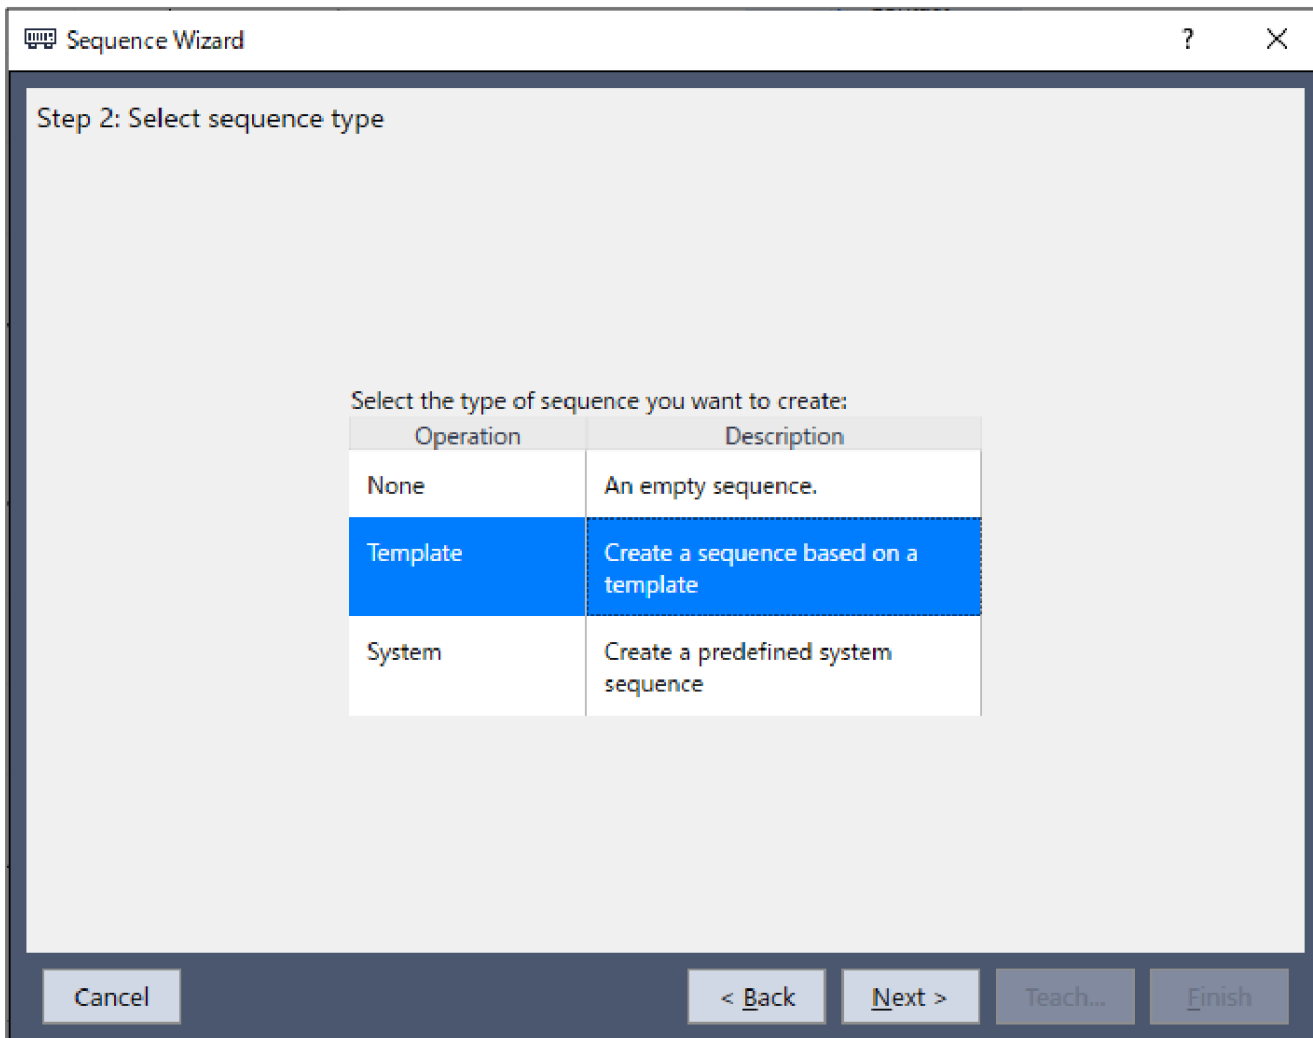 Sequence Wizard
?
Step 2: Select sequence type
Select the type of sequence you want to create:
Operation Description
None An empty sequence.
Template Create a sequence based on a
template
System Create a predefined system
sequence
Cancel < Back Next > Teach... Finish